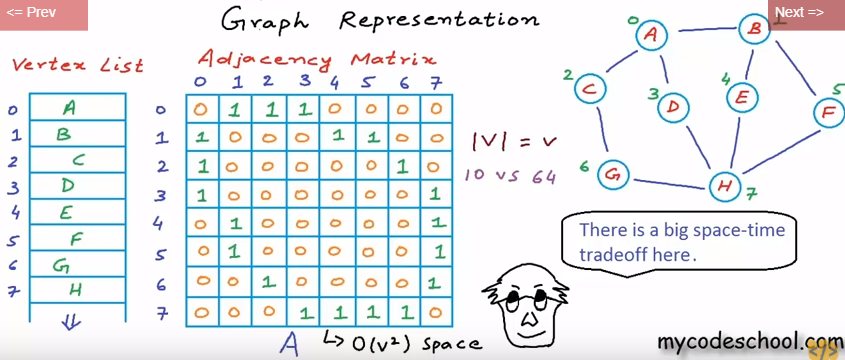 <= Prev
Graph Representation
Next =>
Vertex List
0 A
1 B
2 C
3 D
4 E
5 F
6 G
7 H
Adjacency Matrix
0 1 2 3 4 5 6 7
0 0 1 1 1 0 0 0 0
1 1 0 0 0 1 1 0 0
2 1 0 0 0 0 0 1 0
3 1 0 0 0 0 0 0 1
4 0 1 0 0 0 0 0 1
5 0 1 0 0 0 0 0 1
6 0 0 1 0 0 0 0 1
7 0 0 0 1 1 1 1 0
A
↳ O(v²) space
|V| = v
10 vs 64
0 A
B 1
2 C
3 D
4 E
5 F
6 G
H 7
There is a big space-time
tradeoff here.
mycodeschool.com
</>